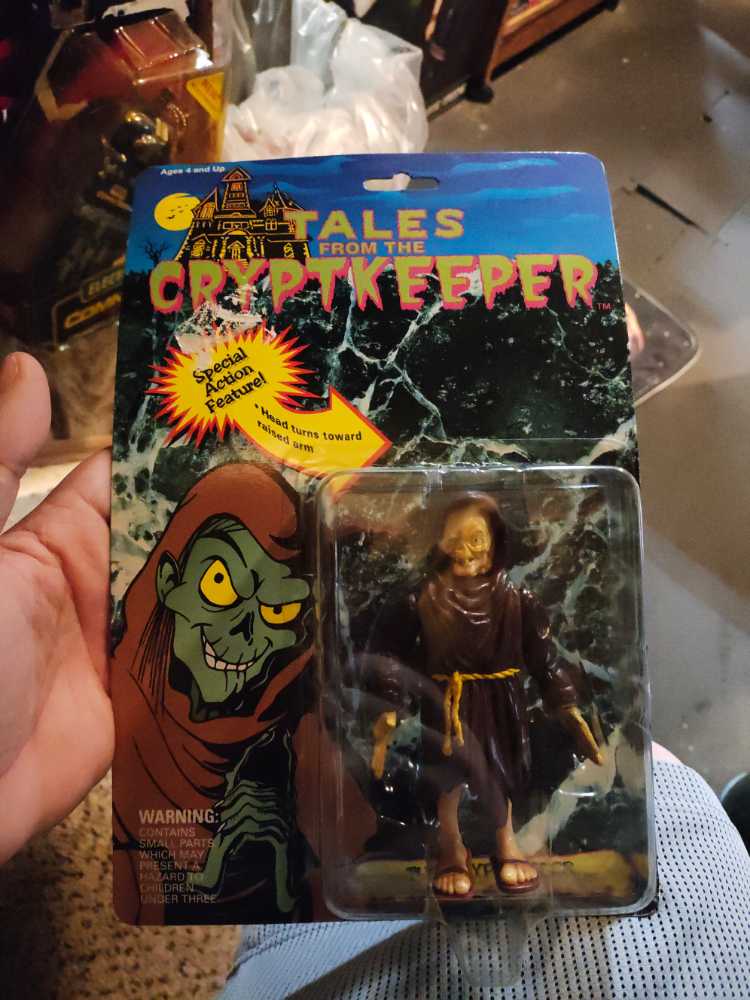 Ages 4 and Up
TALES
FROM THE
CRYPTKEEPER
TM
Special
Action
Feature!
• Head turns toward
raised arm
WARNING:
CONTAINS
SMALL PARTS
WHICH MAY
PRESENT A
HAZARD TO
CHILDREN
UNDER THREE.